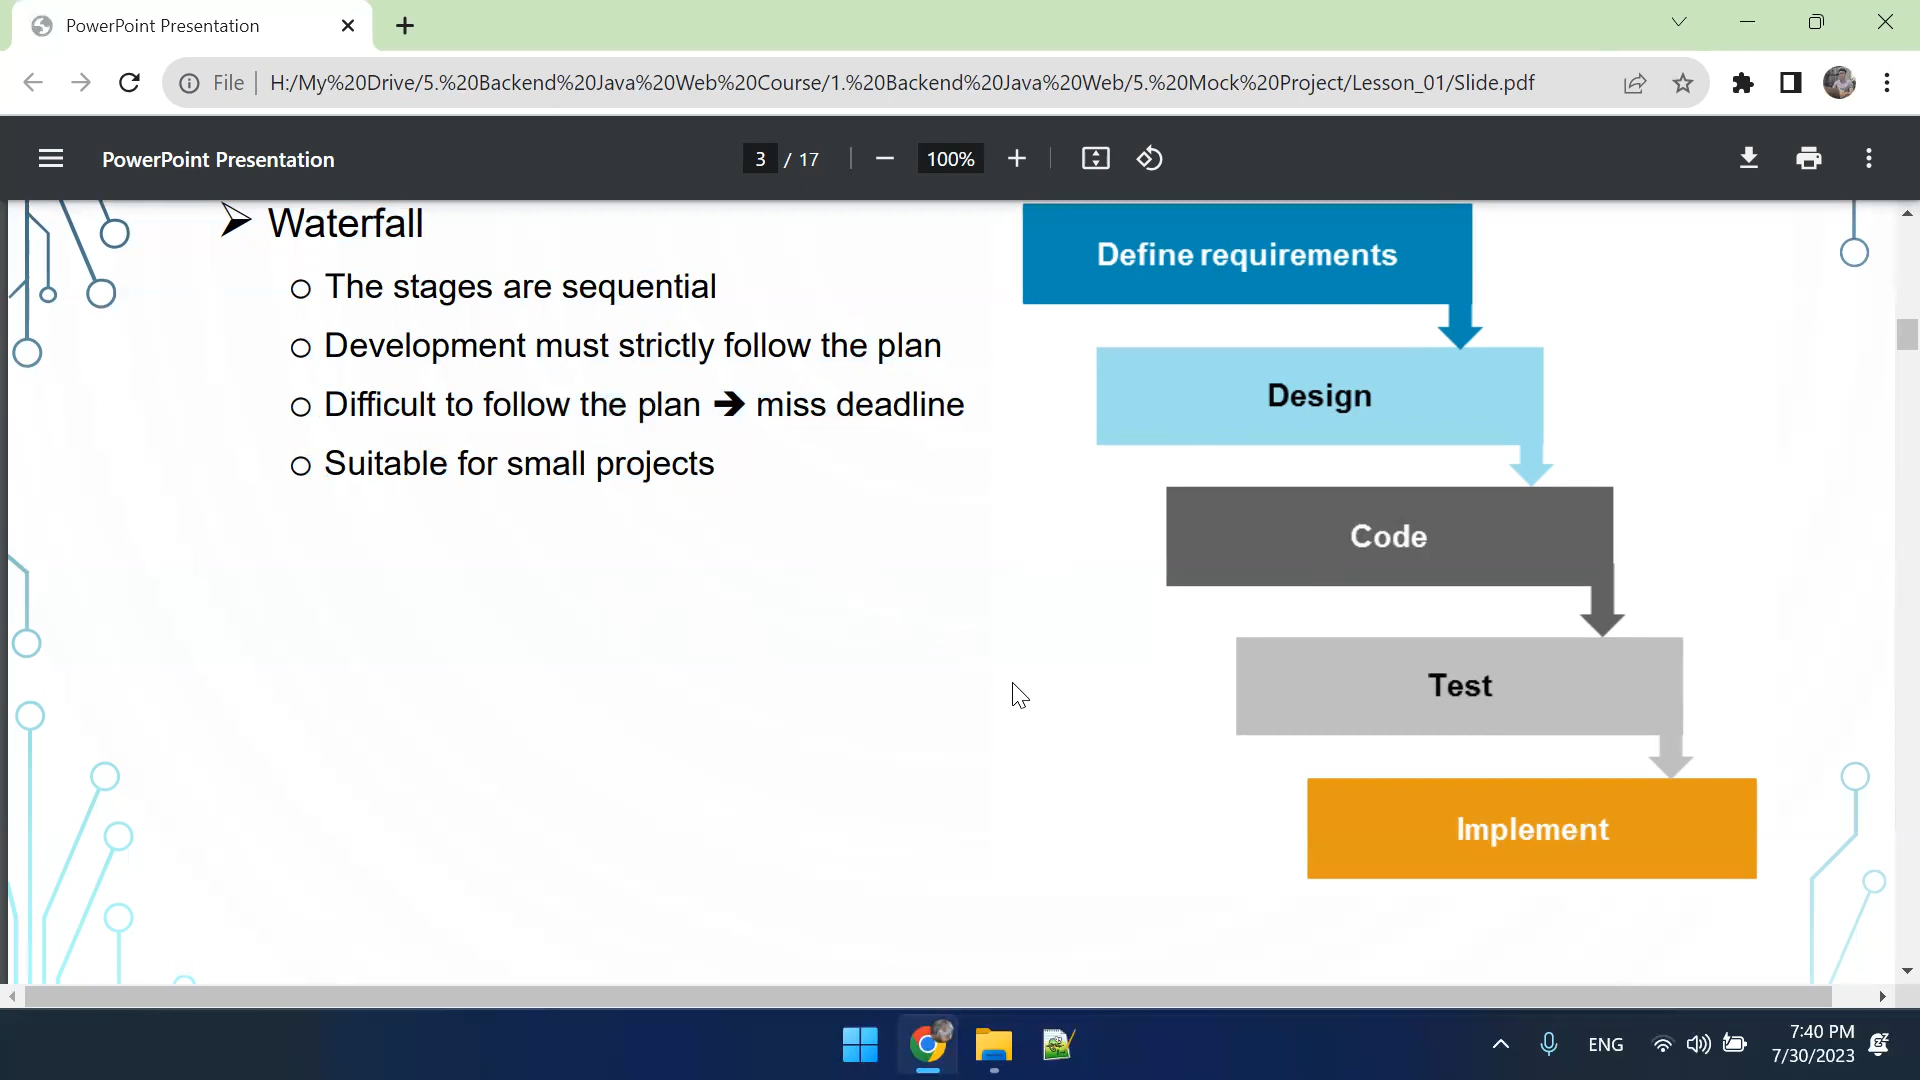 PowerPoint Presentation
File
H:/My%20Drive/5.%20Backend%20Java%20Web%20Course/1.%20Backend%20Java%20Web/5.%20Mock%20Project/Lesson_01/Slide.pdf
PowerPoint Presentation
3 / 17
100%
Waterfall
The stages are sequential
Development must strictly follow the plan
Difficult to follow the plan ➔ miss deadline
Suitable for small projects
Define requirements
Design
Code
Test
Implement
ENG
7:40 PM
7/30/2023